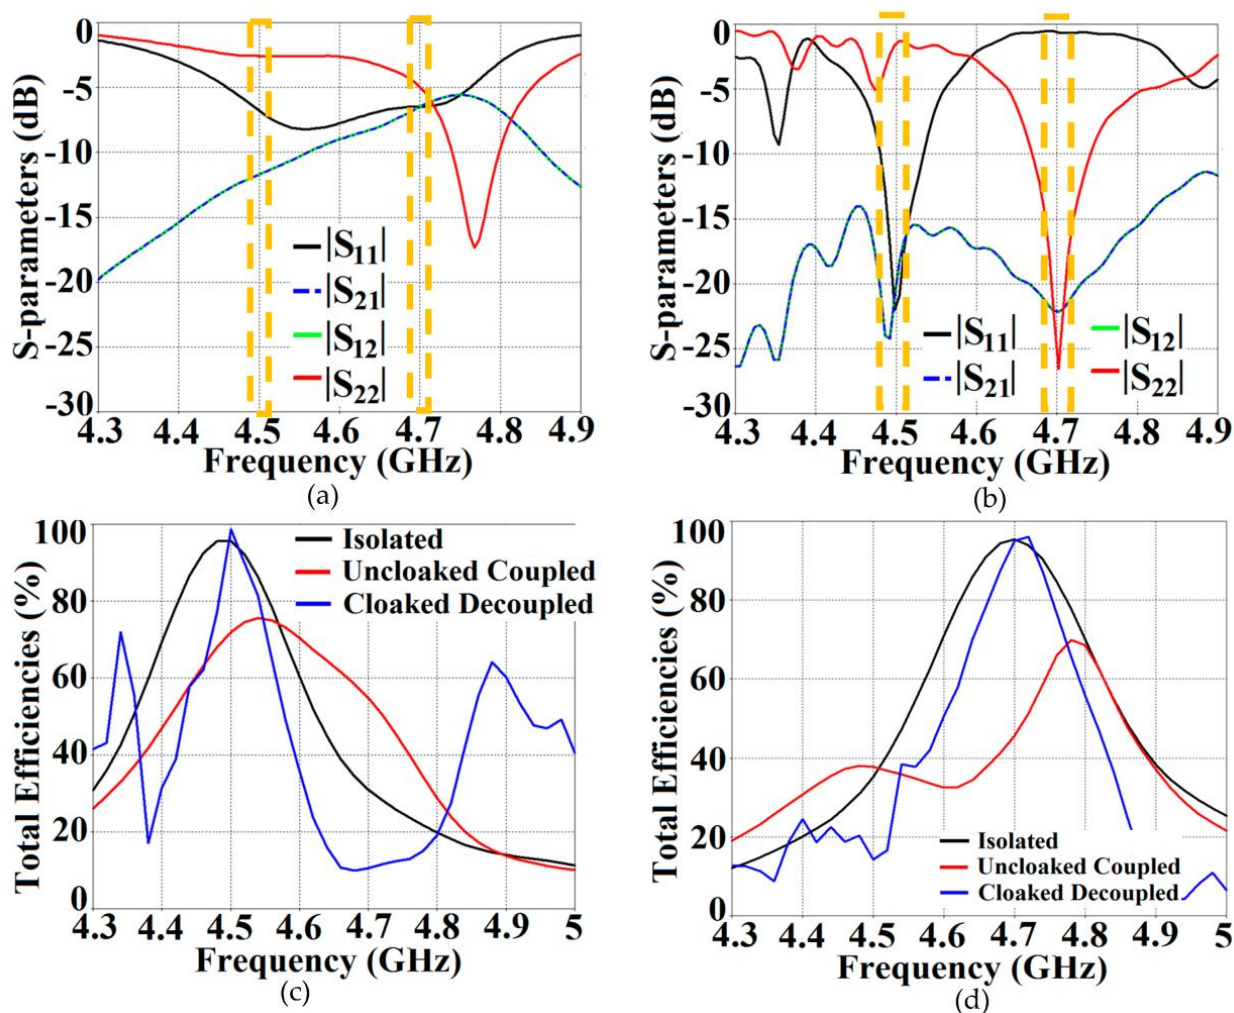 0
-5
-10
-15
-20
-25
-30
S-parameters (dB)
|S11|
|S21|
|S12|
|S22|
4.3 4.4 4.5 4.6 4.7 4.8 4.9
Frequency (GHz)
(a)
0
-5
-10
-15
-20
-25
-30
S-parameters (dB)
|S11| |S12|
|S21| |S22|
4.3 4.4 4.5 4.6 4.7 4.8 4.9
Frequency (GHz)
(b)
100
80
60
40
20
0
Total Efficiencies (%)
Isolated
Uncloaked Coupled
Cloaked Decoupled
4.3 4.4 4.5 4.6 4.7 4.8 4.9 5
Frequency (GHz)
(c)
100
80
60
40
20
0
Total Efficiencies (%)
Isolated
Uncloaked Coupled
Cloaked Decoupled
4.3 4.4 4.5 4.6 4.7 4.8 4.9 5
Frequency (GHz)
(d)